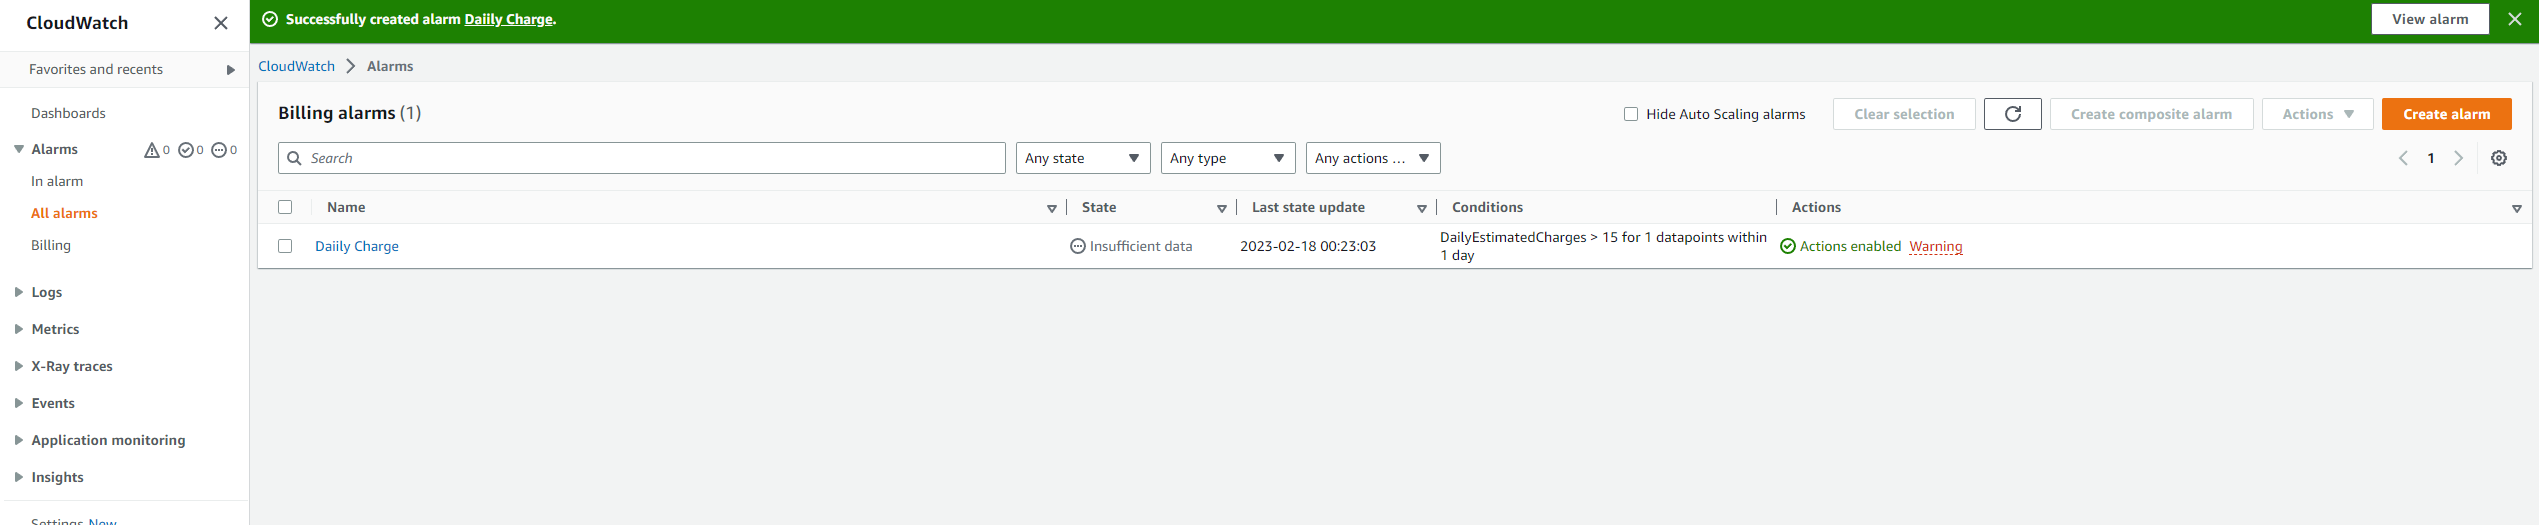 CloudWatch
Successfully created alarm Daiily Charge.
View alarm
Favorites and recents
CloudWatch
Alarms
Dashboards
Billing alarms (1)
Hide Auto Scaling alarms
Clear selection
Create composite alarm
Actions
Create alarm
Alarms
0
0
0
Search
Any state
Any type
Any actions ...
1
In alarm
All alarms
Billing
Name
State
Last state update
Conditions
Actions
Daiily Charge
Insufficient data
2023-02-18 00:23:03
DailyEstimatedCharges > 15 for 1 datapoints within
1 day
Actions enabled
Warning
Logs
Metrics
X-Ray traces
Events
Application monitoring
Insights
Settings New